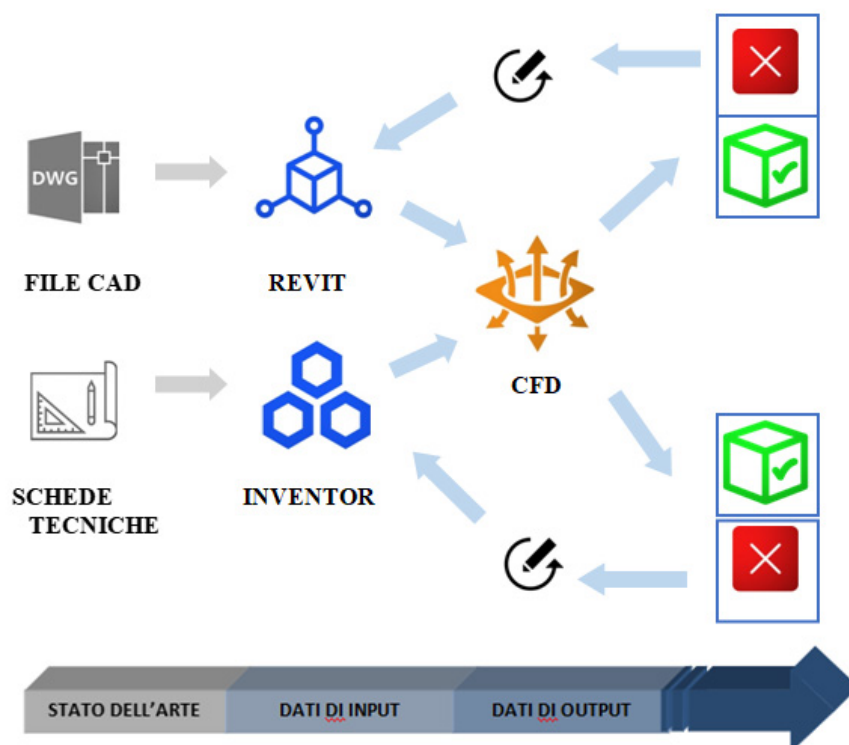 DWG
FILE CAD
REVIT
CFD
SCHEDE
TECNICHE
INVENTOR
STATO DELL'ARTE
DATI DI INPUT
DATI DI OUTPUT